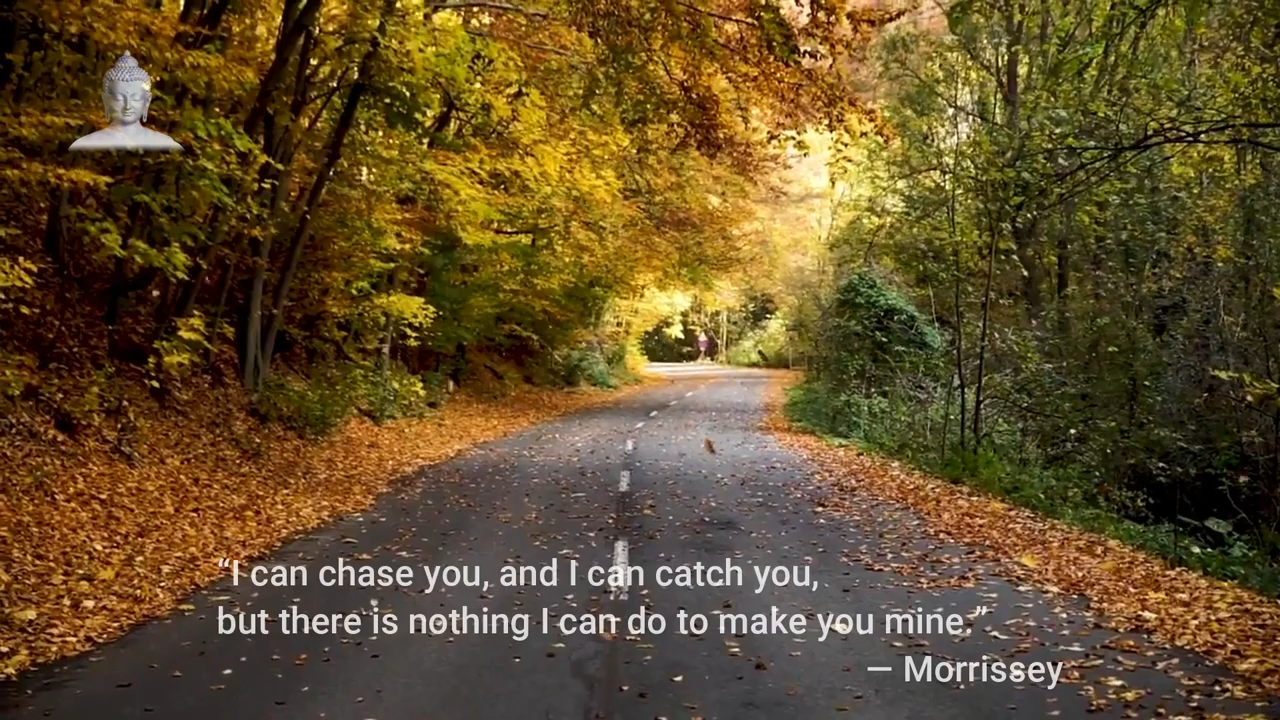 “I can chase you, and I can catch you,
but there is nothing I can do to make you mine.”
— Morrissey